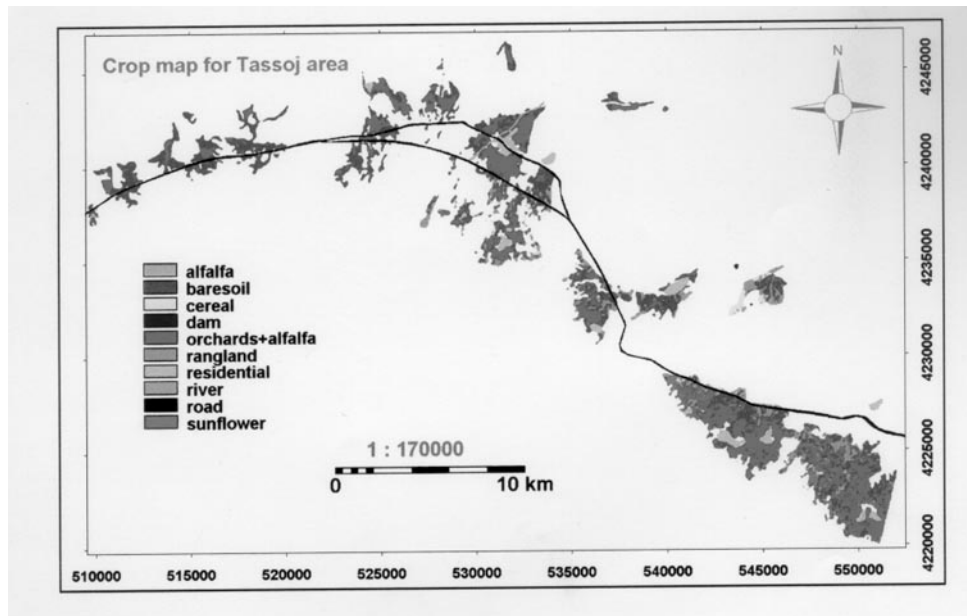 Crop map for Tassoj area
N
4245000
4240000
4235000
4230000
4225000
4220000
alfalfa
baresoil
cereal
dam
orchards+alfalfa
rangland
residential
river
road
sunflower
1 : 170000
0 10 km
510000 515000 520000 525000 530000 535000 540000 545000 550000